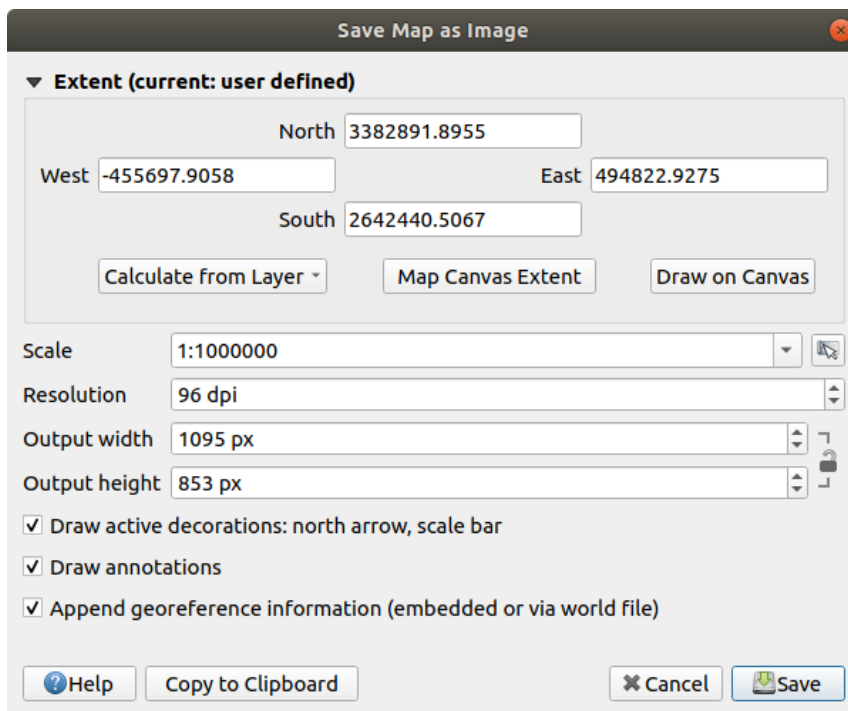 Save Map as Image
Extent (current: user defined)
North 3382891.8955
West -455697.9058 East 494822.9275
South 2642440.5067
Calculate from Layer Map Canvas Extent Draw on Canvas
Scale 1:1000000
Resolution 96 dpi
Output width 1095 px
Output height 853 px
Draw active decorations: north arrow, scale bar
Draw annotations
Append georeference information (embedded or via world file)
Help Copy to Clipboard Cancel Save